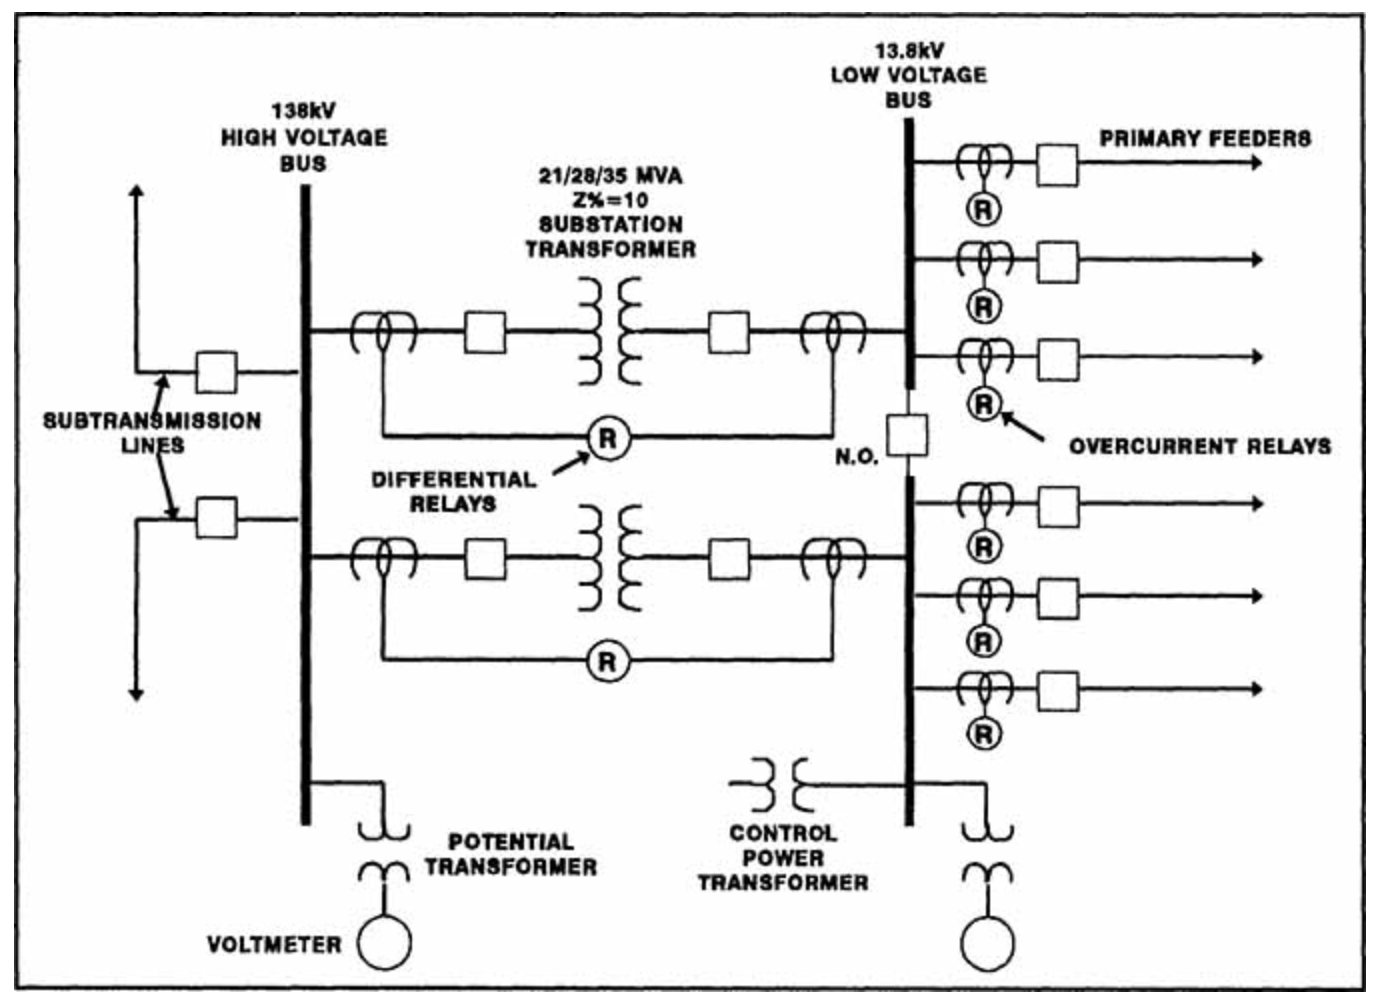 13.8kV
LOW VOLTAGE
BUS
138kV
HIGH VOLTAGE
BUS
PRIMARY FEEDERS
21/28/35 MVA
Z%=10
SUBSTATION
TRANSFORMER
R
R
R
SUBTRANSMISSION
LINES
R
N.O.
OVERCURRENT RELAYS
DIFFERENTIAL
RELAYS
R
R
R
R
CONTROL
POWER
TRANSFORMER
POTENTIAL
TRANSFORMER
VOLTMETER